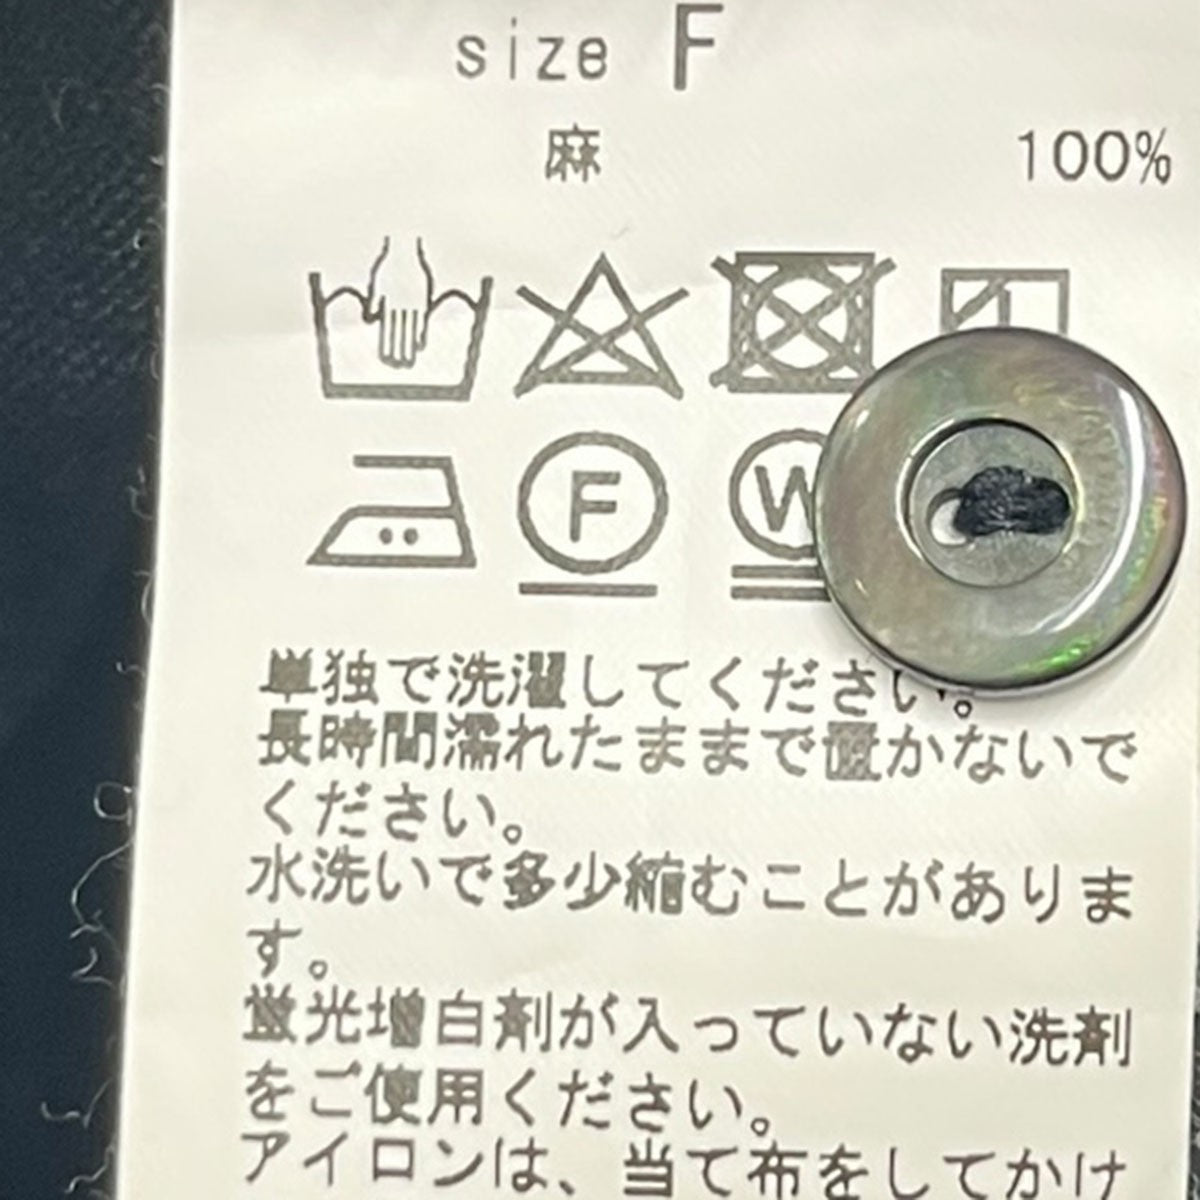 size F
麻 100%
F W
単独で洗濯してください。
長時間濡れたままで置かないで
ください。
水洗いで多少縮むことがありま
す。
蛍光増白剤が入っていない洗剤
をご使用ください。
アイロンは、当て布をしてかけ